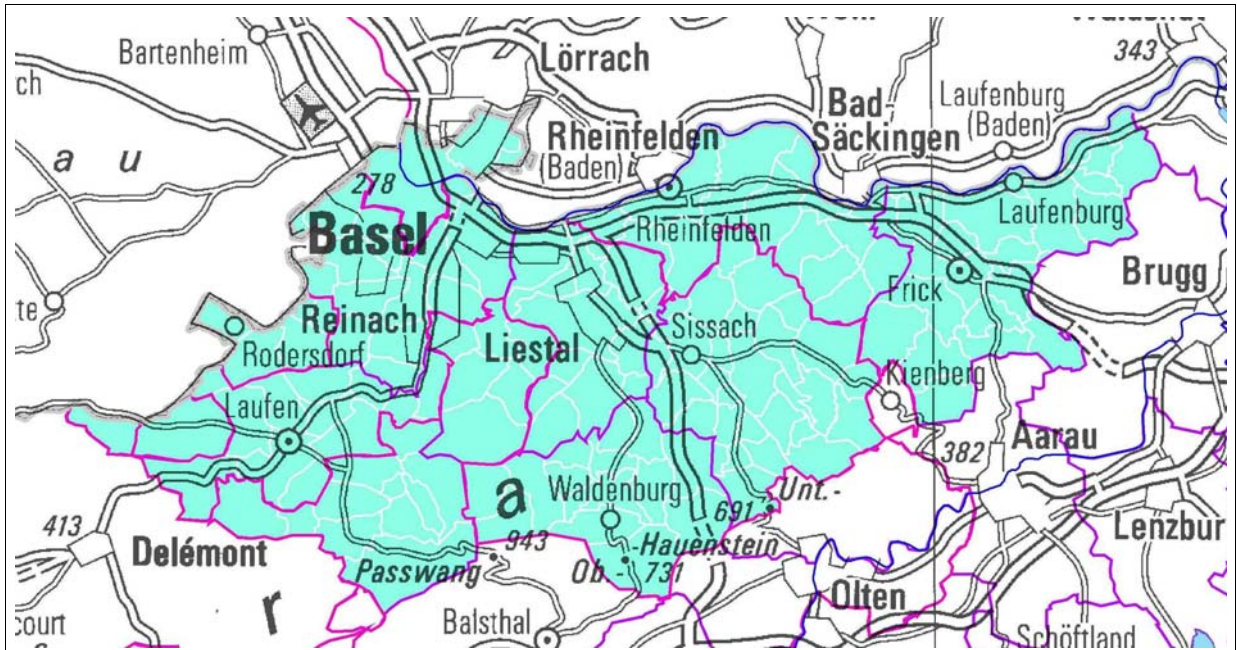 Bartenheim
Lörrach
343
ch
Bad-
Säckingen
Laufenburg
(Baden)
Rheinfelden
(Baden)
a u
278
Basel
Rheinfelden
Laufenburg
Brugg
Frick
te
Reinach
Rodersdorf
Liestal
Sissach
Kienberg
Laufen
Aarau
382
a
Waldenburg
Unt.-
691
413
Delémont
943
Passwang
-Hauenstein
Ob.-
731
Lenzbur
r
Olten
court
Balsthal
Schöftland